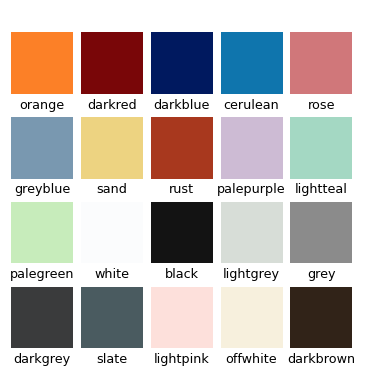 orange darkred darkblue cerulean rose
greyblue sand rust palepurple lightteal
palegreen white black lightgrey grey
darkgrey slate lightpink offwhite darkbrown